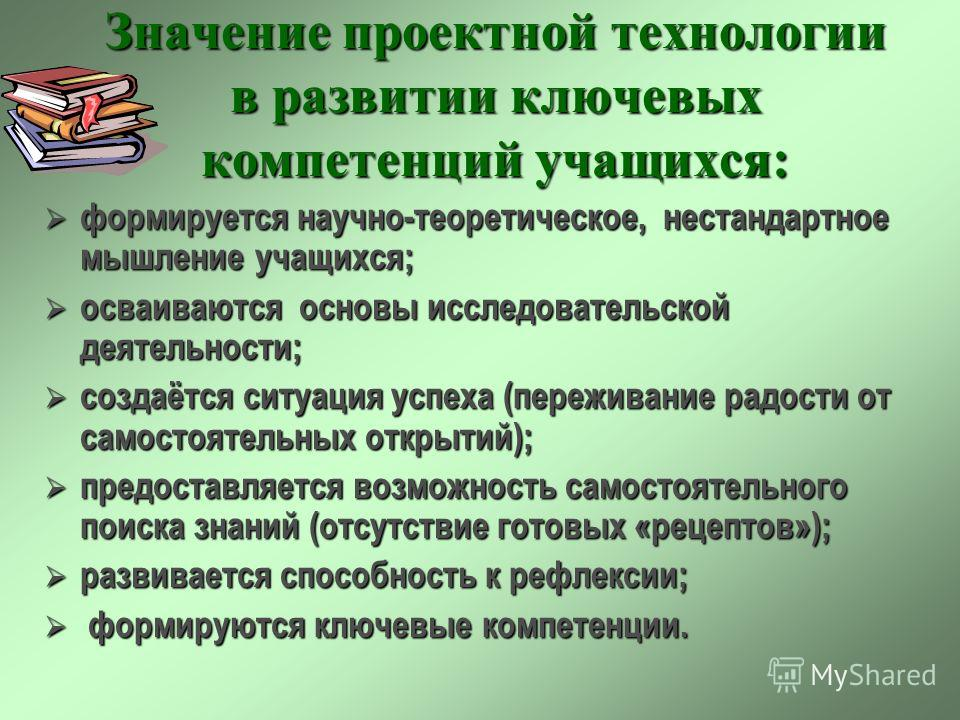 Значение проектной технологии
в развитии ключевых
компетенций учащихся:
➢ формируется научно-теоретическое, нестандартное
мышление учащихся;
➢ осваиваются основы исследовательской
деятельности;
➢ создаётся ситуация успеха (переживание радости от
самостоятельных открытий);
➢ предоставляется возможность самостоятельного
поиска знаний (отсутствие готовых «рецептов»);
➢ развивается способность к рефлексии;
➢ формируются ключевые компетенции.
MyShared